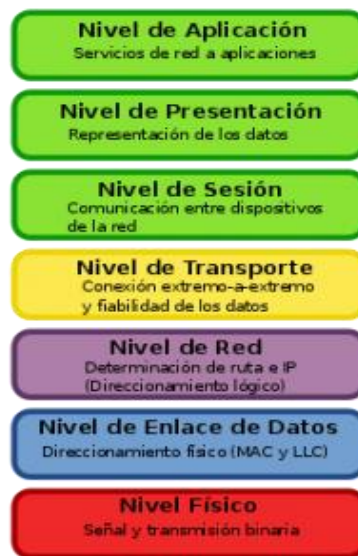 Nivel de Aplicación
Servicios de red a aplicaciones
Nivel de Presentación
Representación de los datos
Nivel de Sesión
Comunicación entre dispositivos
de la red
Nivel de Transporte
Conexión extremo-a-extremo
y fiabilidad de los datos
Nivel de Red
Determinación de ruta e IP
(Direccionamiento lógico)
Nivel de Enlace de Datos
Direccionamiento físico (MAC y LLC)
Nivel Físico
Señal y transmisión binaria